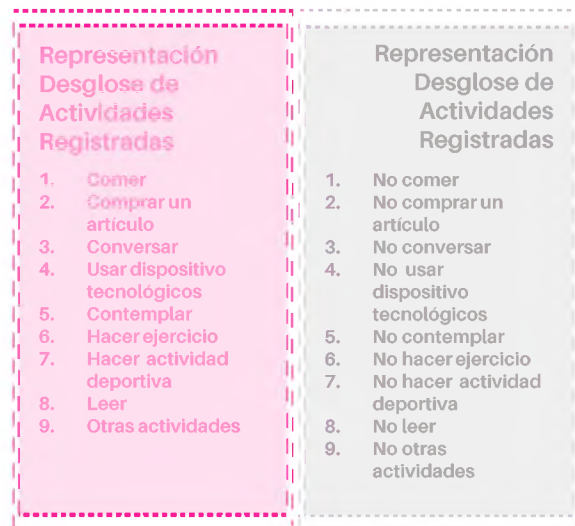 Representación
Desglose de
Actividades
Registradas
1. Comer
2. Comprar un
artículo
3. Conversar
4. Usar dispositivo
tecnológicos
5. Contemplar
6. Hacer ejercicio
7. Hacer actividad
deportiva
8. Leer
9. Otras actividades
Representación
Desglose de
Actividades
Registradas
1. No comer
2. No comprar un
artículo
3. No conversar
4. No usar
dispositivo
tecnológicos
5. No contemplar
6. No hacer ejercicio
7. No hacer actividad
deportiva
8. No leer
9. No otras
actividades